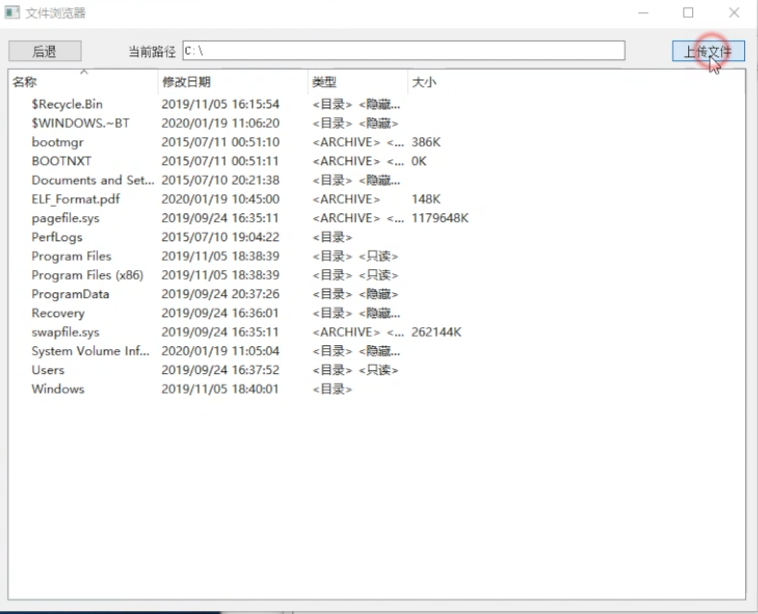 文件浏览器
后退 当前路径 C:\ 上传文件
名称 修改日期 类型 大小
$Recycle.Bin 2019/11/05 16:15:54 <目录> <隐藏...
$WINDOWS.~BT 2020/01/19 11:06:20 <目录> <隐藏>
bootmgr 2015/07/11 00:51:10 <ARCHIVE> <... 386K
BOOTNXT 2015/07/11 00:51:11 <ARCHIVE> <... 0K
Documents and Set... 2015/07/10 20:21:38 <目录> <隐藏...
ELF_Format.pdf 2020/01/19 10:45:00 <ARCHIVE> 148K
pagefile.sys 2019/09/24 16:35:11 <ARCHIVE> <... 1179648K
PerfLogs 2015/07/10 19:04:22 <目录>
Program Files 2019/11/05 18:38:39 <目录> <只读>
Program Files (x86) 2019/11/05 18:38:39 <目录> <只读>
ProgramData 2019/09/24 20:37:26 <目录> <隐藏>
Recovery 2019/09/24 16:36:01 <目录> <隐藏...
swapfile.sys 2019/09/24 16:35:11 <ARCHIVE> <... 262144K
System Volume Inf... 2020/01/19 11:05:04 <目录> <隐藏...
Users 2019/09/24 16:37:52 <目录> <只读>
Windows 2019/11/05 18:40:01 <目录>